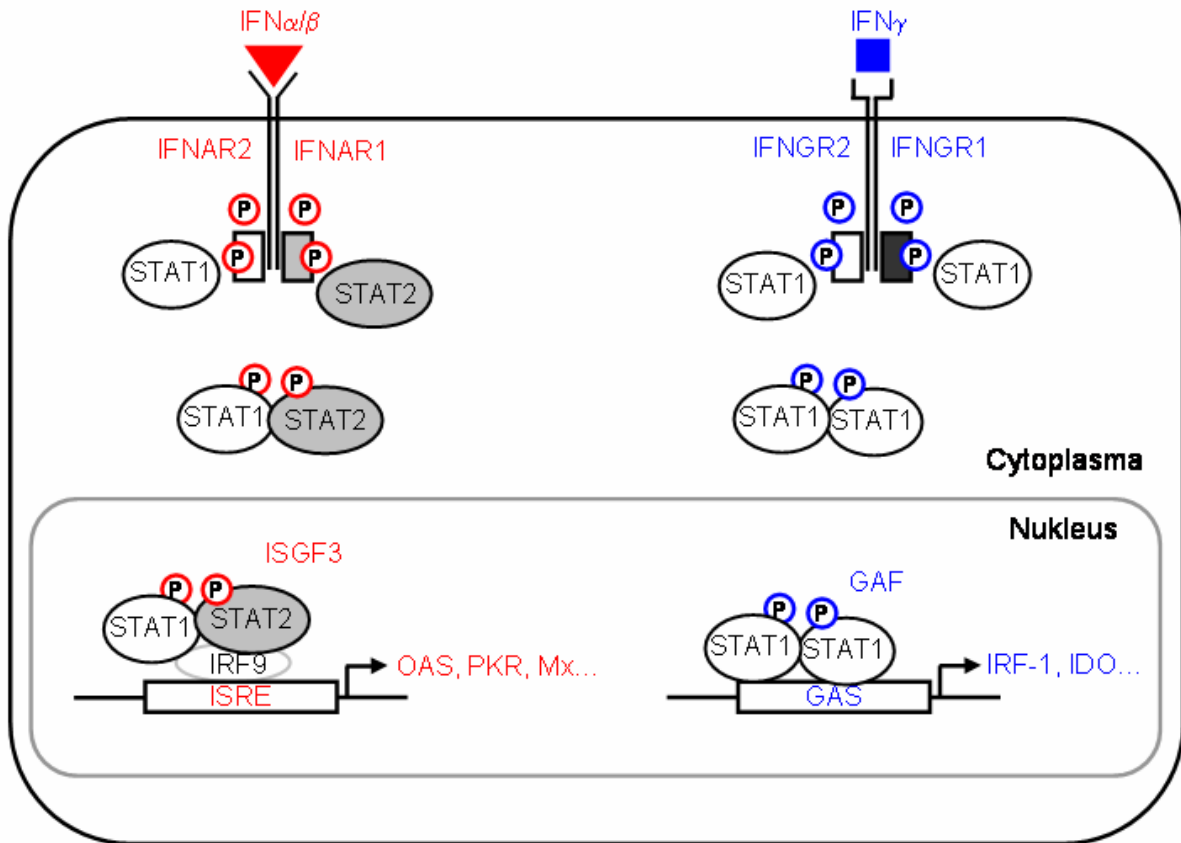 IFNα/β
IFNγ
IFNAR2 IFNAR1
IFNGR2 IFNGR1
P P
P P
P P
P P
STAT1
STAT2
STAT1
STAT1
P P
STAT1 STAT2
P P
STAT1 STAT1
Cytoplasma
Nukleus
ISGF3
P P
STAT1 STAT2
IRF9
ISRE
OAS, PKR, Mx...
GAF
P P
STAT1 STAT1
GAS
IRF-1, IDO...